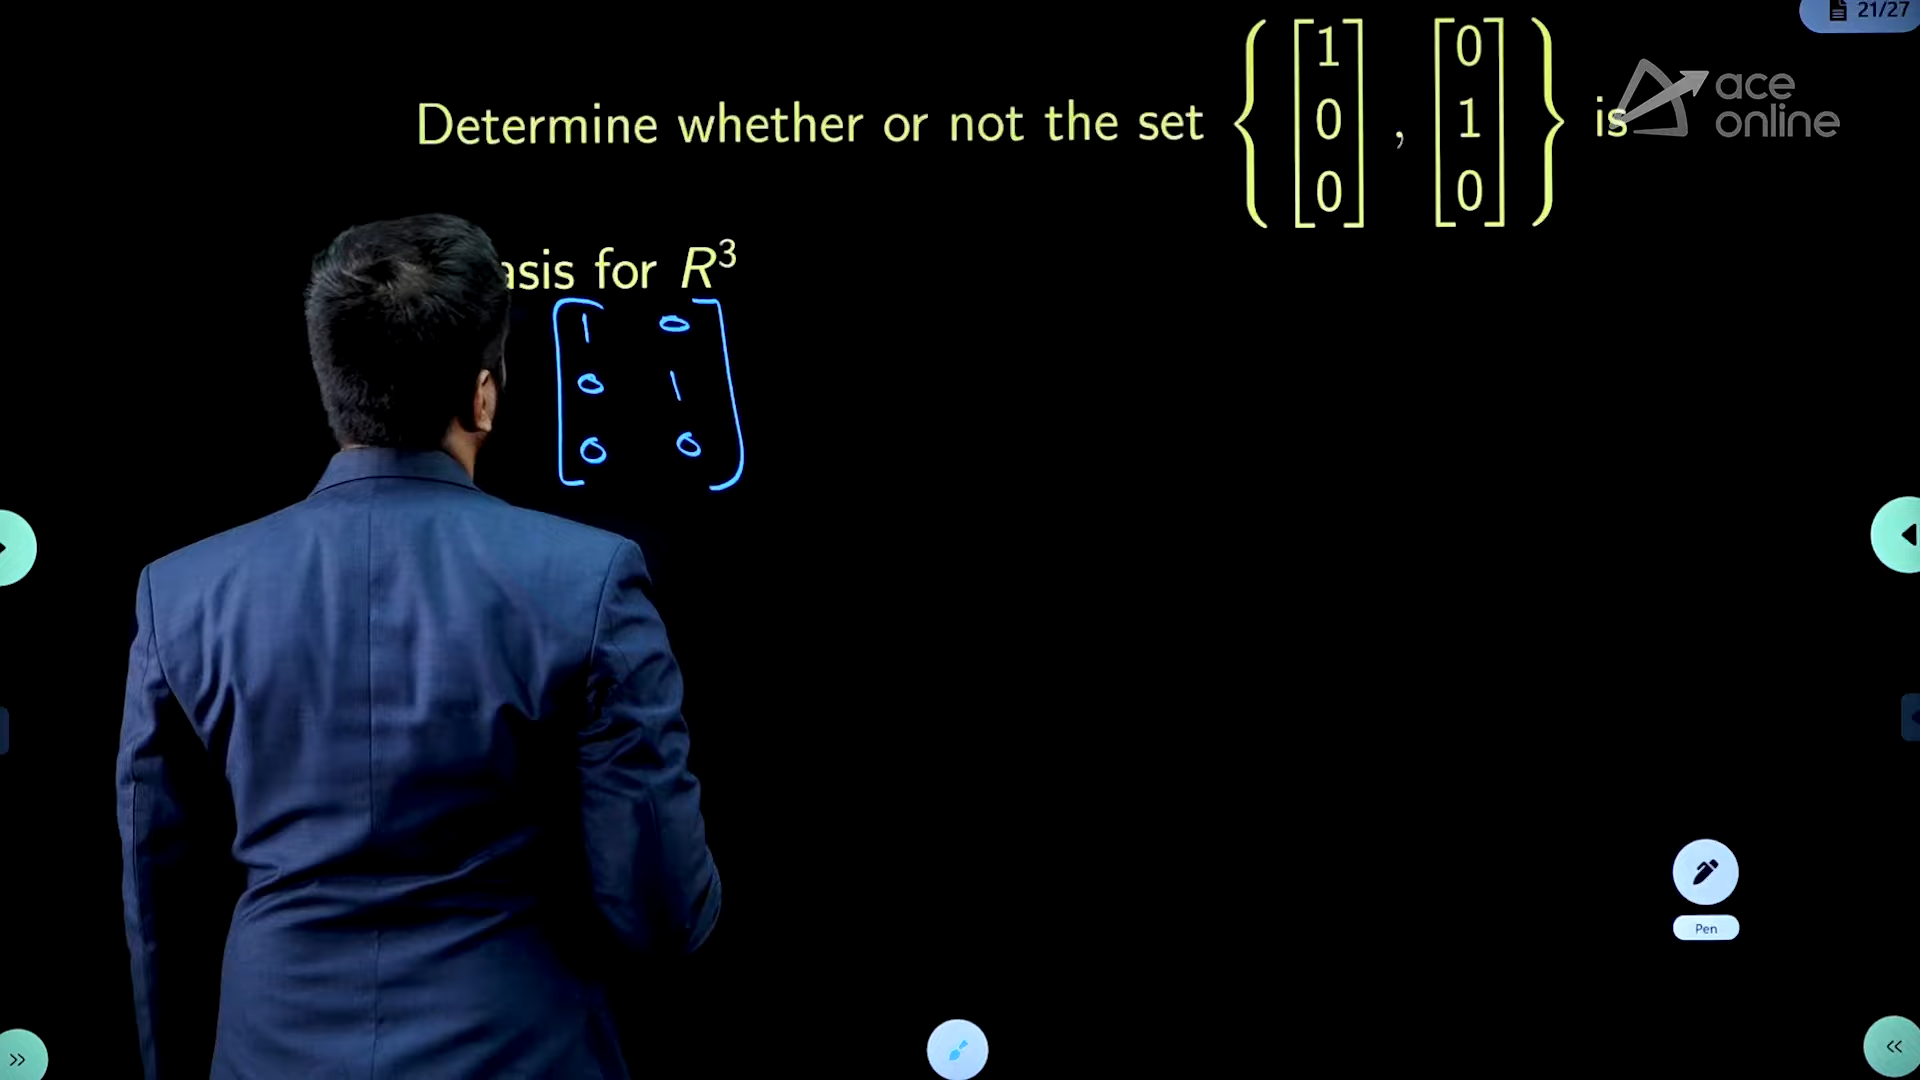 21/27
Determine whether or not the set { [1 0 0], [0 1 0] } is
ace
online
asis for R³
1 0
0 1
0 0
Pen